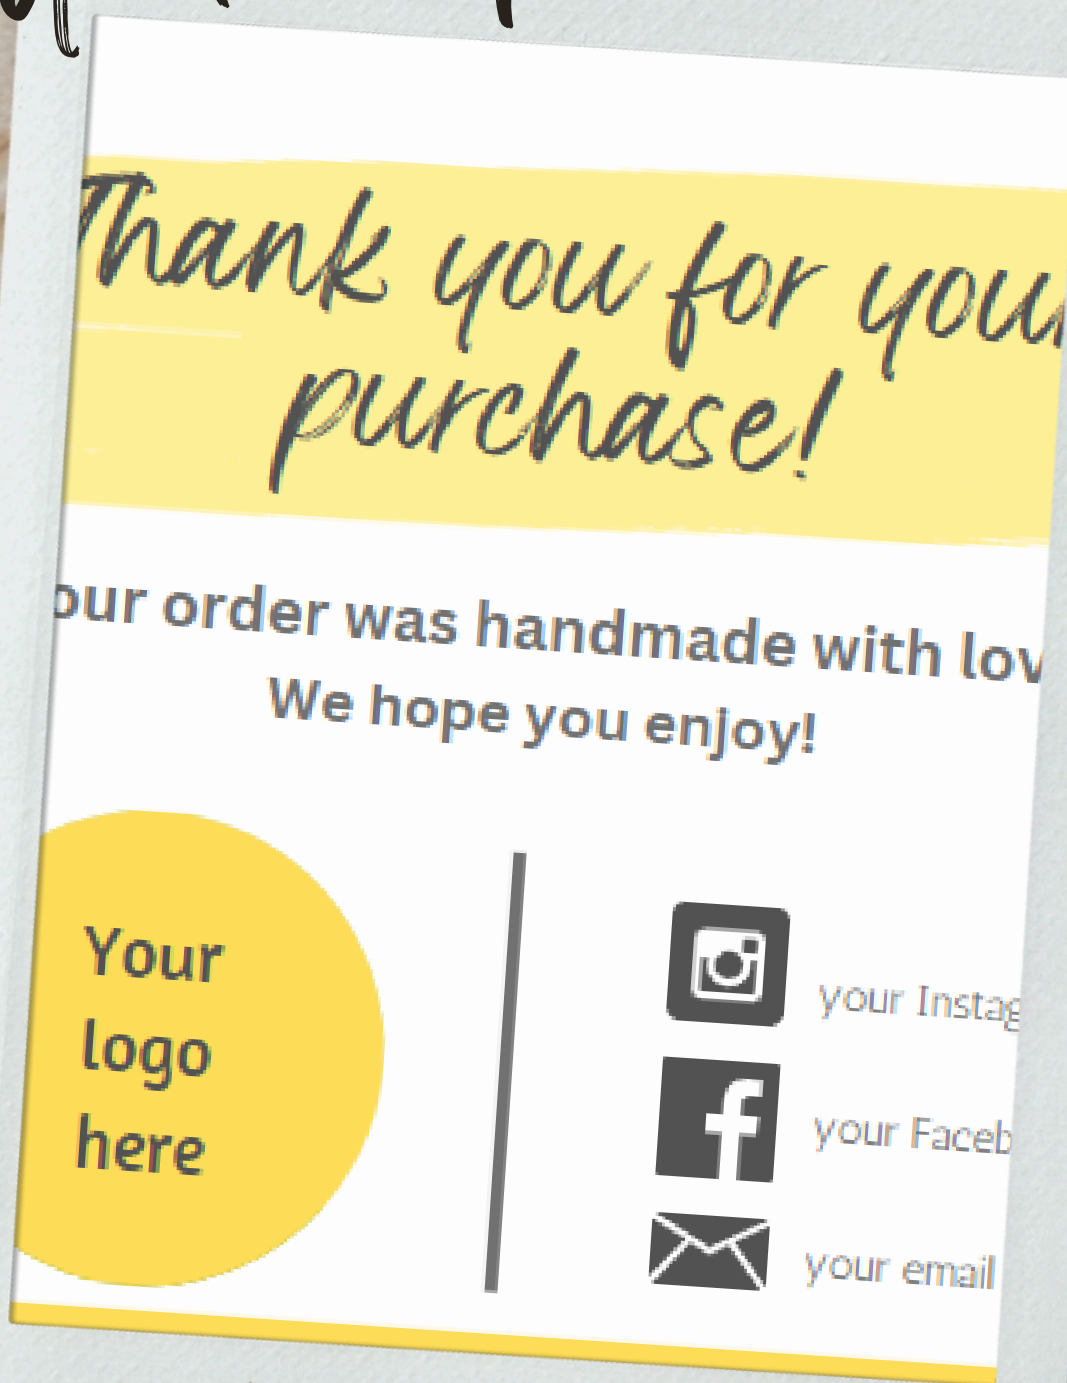 Thank you for your
purchase!
our order was handmade with lov
We hope you enjoy!
Your
logo
here
your Instag
your Faceb
your email